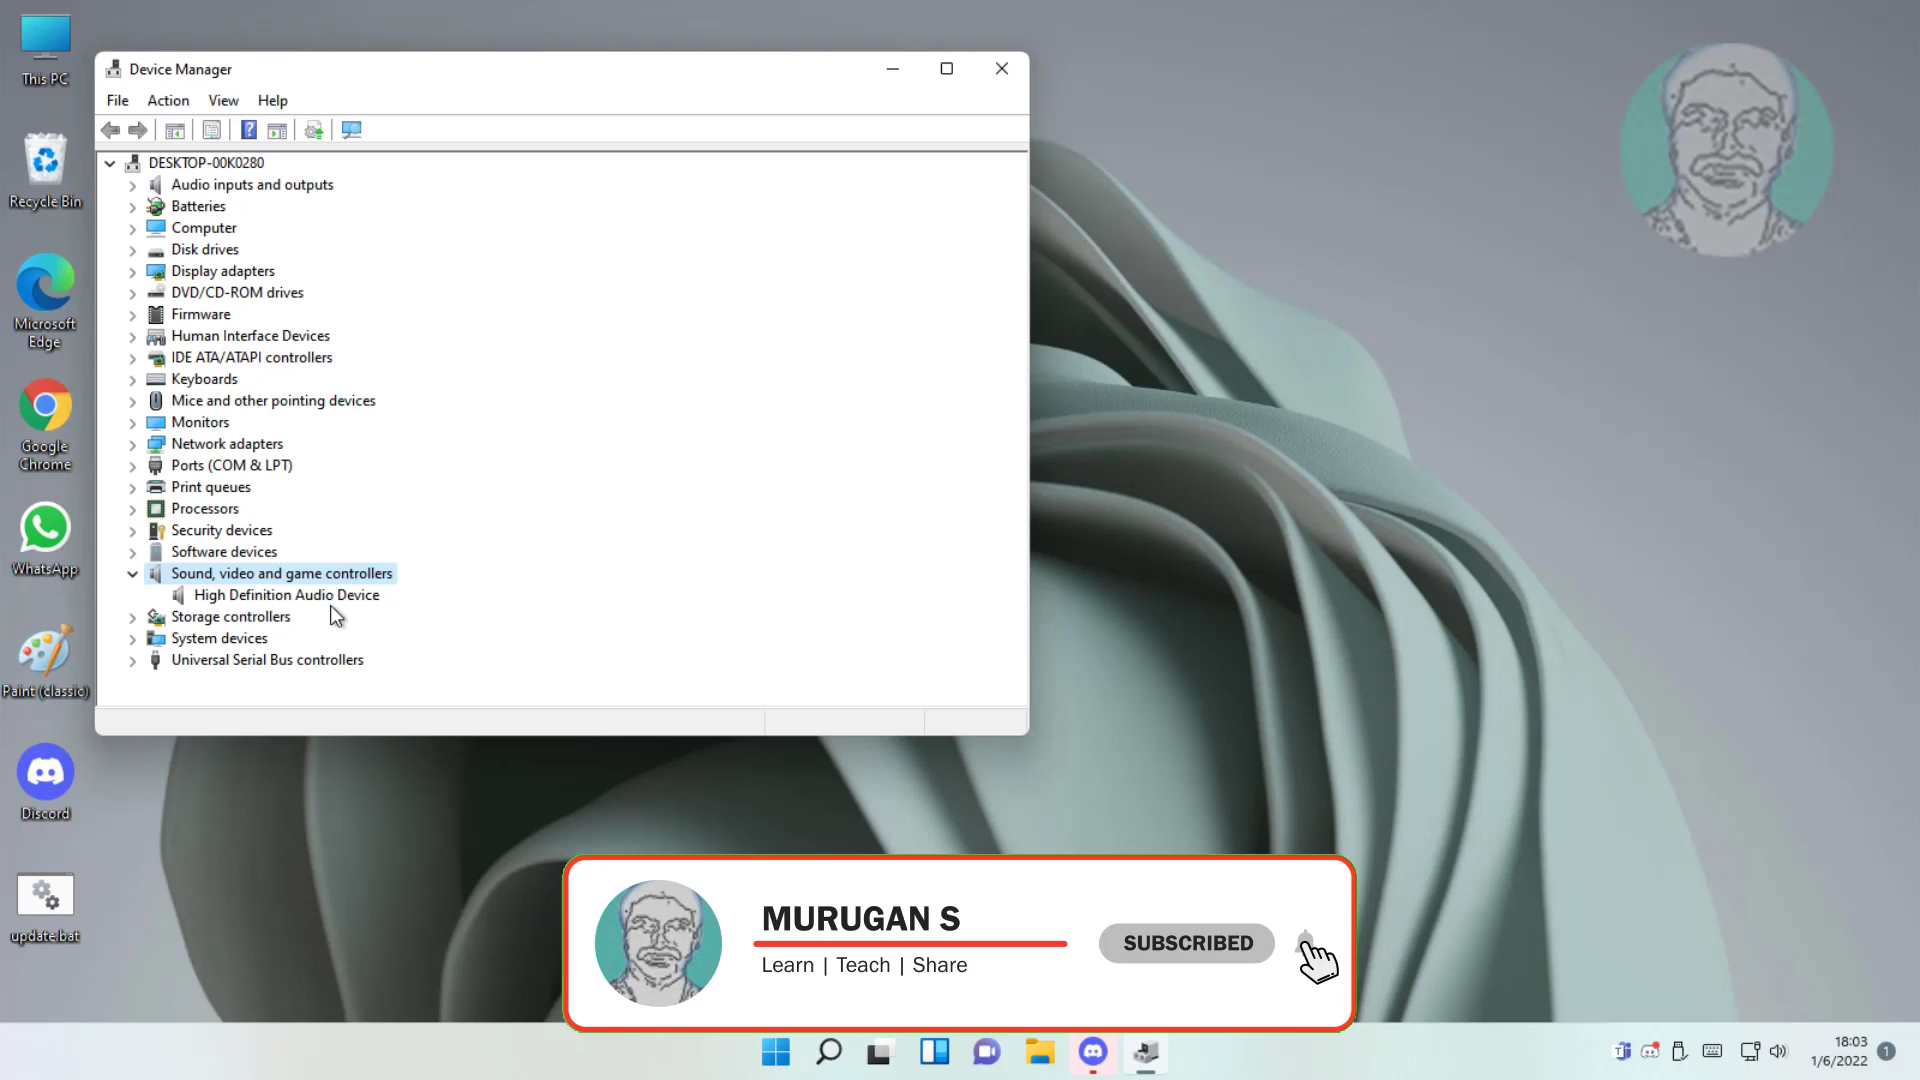 This PC
Recycle Bin
Microsoft
Edge
Google
Chrome
WhatsApp
Paint (classic)
Discord
update.bat
Device Manager
File Action View Help
DESKTOP-00K0280
Audio inputs and outputs
Batteries
Computer
Disk drives
Display adapters
DVD/CD-ROM drives
Firmware
Human Interface Devices
IDE ATA/ATAPI controllers
Keyboards
Mice and other pointing devices
Monitors
Network adapters
Ports (COM & LPT)
Print queues
Processors
Security devices
Software devices
Sound, video and game controllers
High Definition Audio Device
Storage controllers
System devices
Universal Serial Bus controllers
MURUGAN S
Learn | Teach | Share
SUBSCRIBED
18:03
1/6/2022
1